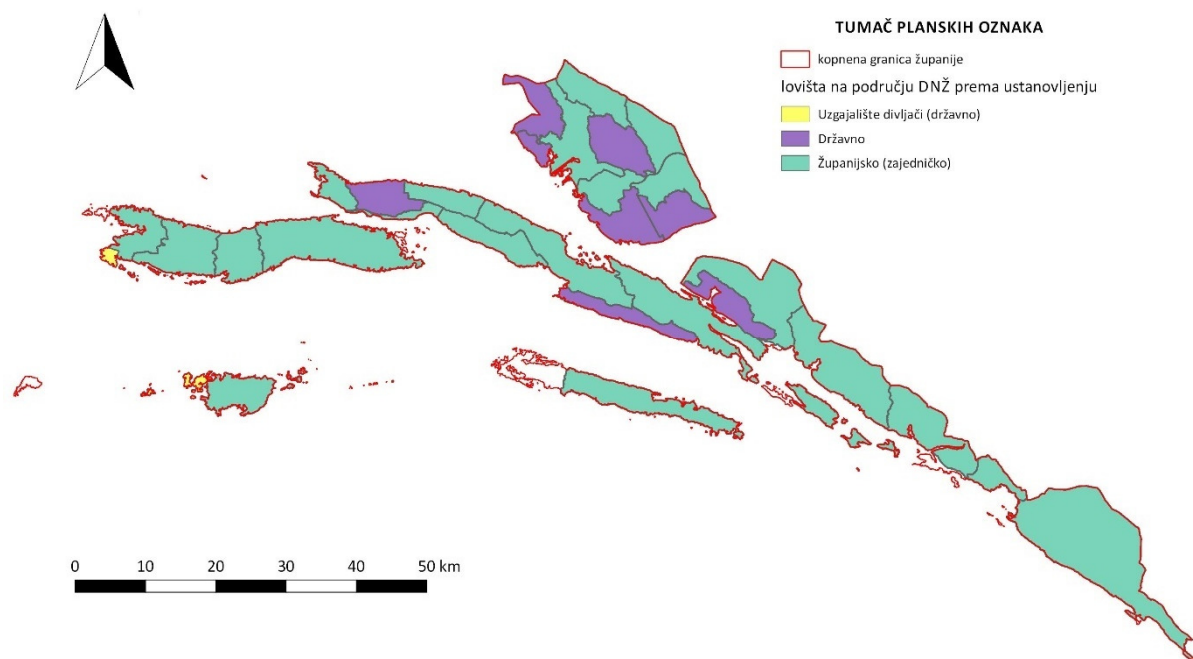 TUMAČ PLANSKIH OZNAKA
kopnena granica županije
lovišta na području DNŽ prema ustanovljenju
Uzgajalište divljači (državno)
Državno
Županijsko (zajedničko)
0 10 20 30 40 50 km